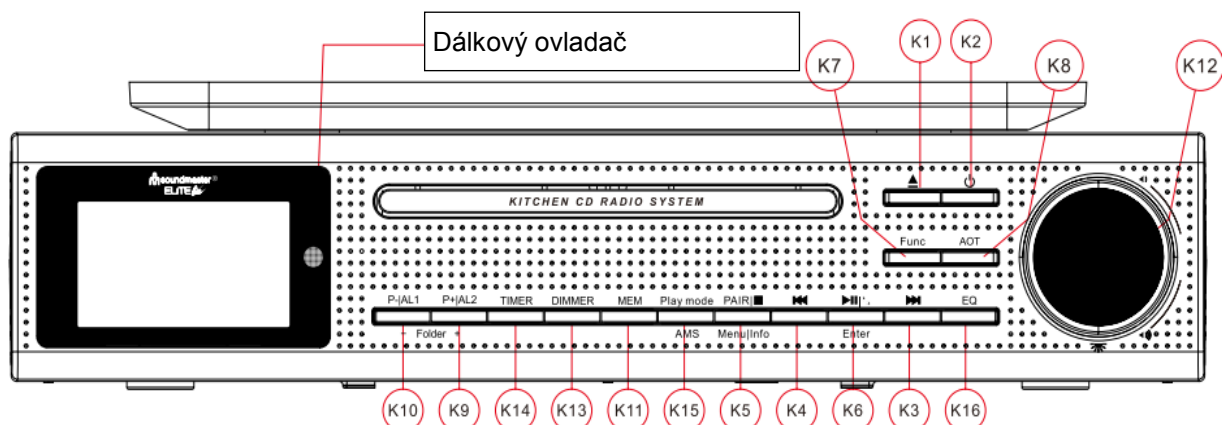 Dálkový ovladač
K1
K2
K7
K8
K12
soundmaster®
ELITE
KITCHEN CD RADIO SYSTEM
Func
AOT
P-|AL1
P+|AL2
TIMER
DIMMER
MEM
Play mode
PAIR|■
⏮
▶II|
⏭
EQ
- Folder +
AMS
Menu|Info
Enter
K10
K9
K14
K13
K11
K15
K5
K4
K6
K3
K16